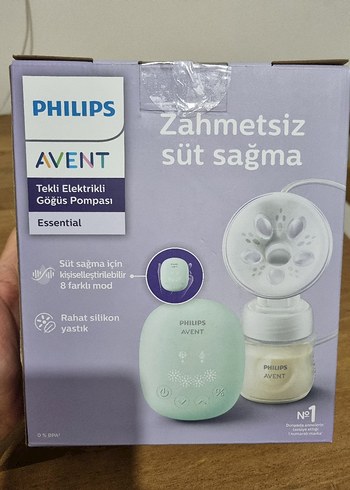 PHILIPS
AVENT
Tekli Elektrikli
Göğüs Pompası
Essential
Zahmetsiz
süt sağma
Süt sağma için
kişiselleştirilebilir
8 farklı mod
Rahat silikon
yastık
PHILIPS
AVENT
PHILIPS
AVENT
0 % BPA¹
№1